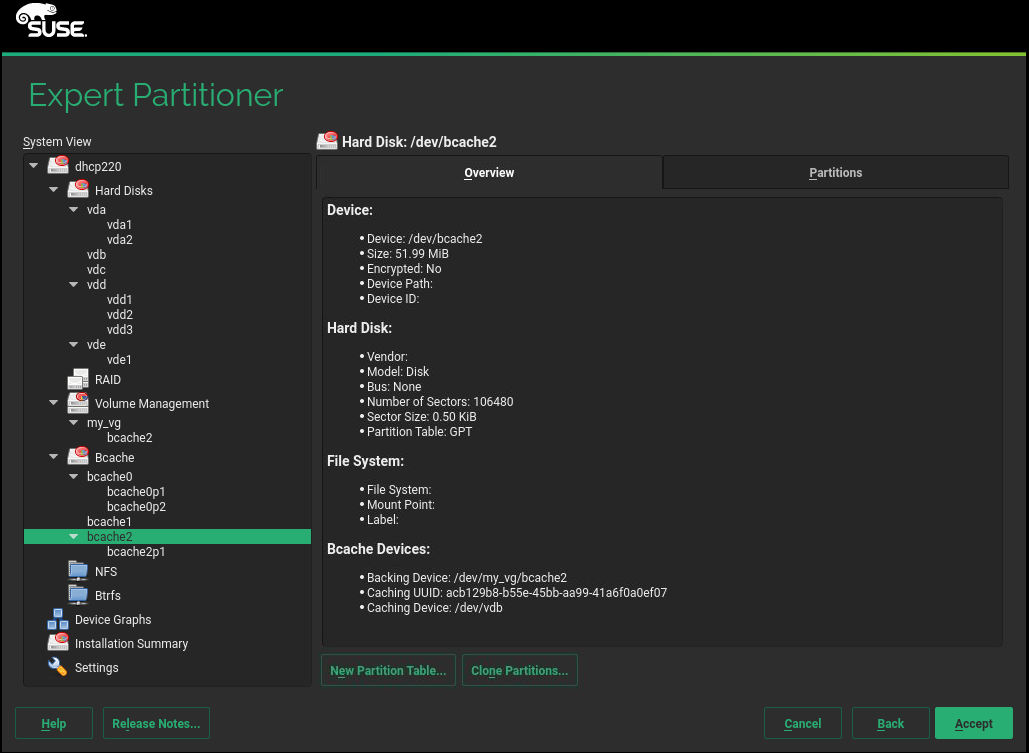 SUSE.
Expert Partitioner
System View
dhcp220
Hard Disks
vda
vda1
vda2
vdb
vdc
vdd
vdd1
vdd2
vdd3
vde
vde1
RAID
Volume Management
my_vg
bcache2
Bcache
bcache0
bcache0p1
bcache0p2
bcache1
bcache2
bcache2p1
NFS
Btrfs
Device Graphs
Installation Summary
Settings
Hard Disk: /dev/bcache2
Overview
Partitions
Device:
• Device: /dev/bcache2
• Size: 51.99 MiB
• Encrypted: No
• Device Path:
• Device ID:
Hard Disk:
• Vendor:
• Model: Disk
• Bus: None
• Number of Sectors: 106480
• Sector Size: 0.50 KiB
• Partition Table: GPT
File System:
• File System:
• Mount Point:
• Label:
Bcache Devices:
• Backing Device: /dev/my_vg/bcache2
• Caching UUID: acb129b8-b55e-45bb-aa99-41a6f0a0ef07
• Caching Device: /dev/vdb
New Partition Table...
Clone Partitions...
Help
Release Notes...
Cancel
Back
Accept